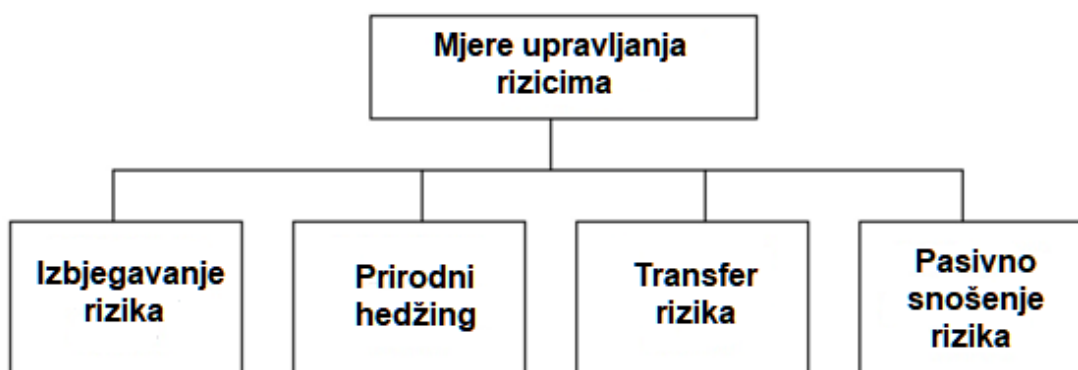 Mjere upravljanja
rizicima
Izbjegavanje
rizika
Prirodni
hedžing
Transfer
rizika
Pasivno
snošenje
rizika